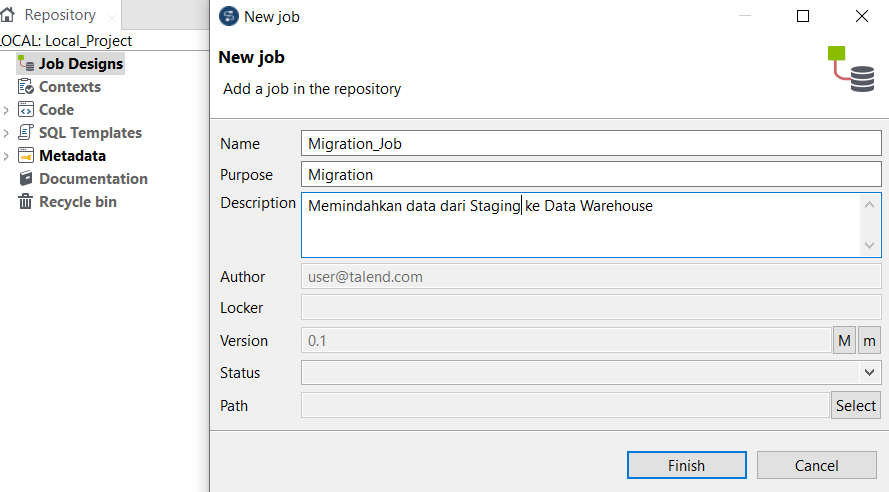 Repository
LOCAL: Local_Project
Job Designs
Contexts
Code
SQL Templates
Metadata
Documentation
Recycle bin
New job
New job
Add a job in the repository
Name Migration_Job
Purpose Migration
Description Memindahkan data dari Staging ke Data Warehouse
Author user@talend.com
Locker
Version 0.1 M m
Status
Path Select
Finish Cancel